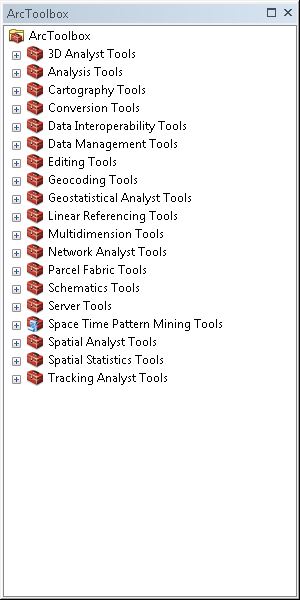 ArcToolbox
ArcToolbox
3D Analyst Tools
Analysis Tools
Cartography Tools
Conversion Tools
Data Interoperability Tools
Data Management Tools
Editing Tools
Geocoding Tools
Geostatistical Analyst Tools
Linear Referencing Tools
Multidimension Tools
Network Analyst Tools
Parcel Fabric Tools
Schematics Tools
Server Tools
Space Time Pattern Mining Tools
Spatial Analyst Tools
Spatial Statistics Tools
Tracking Analyst Tools